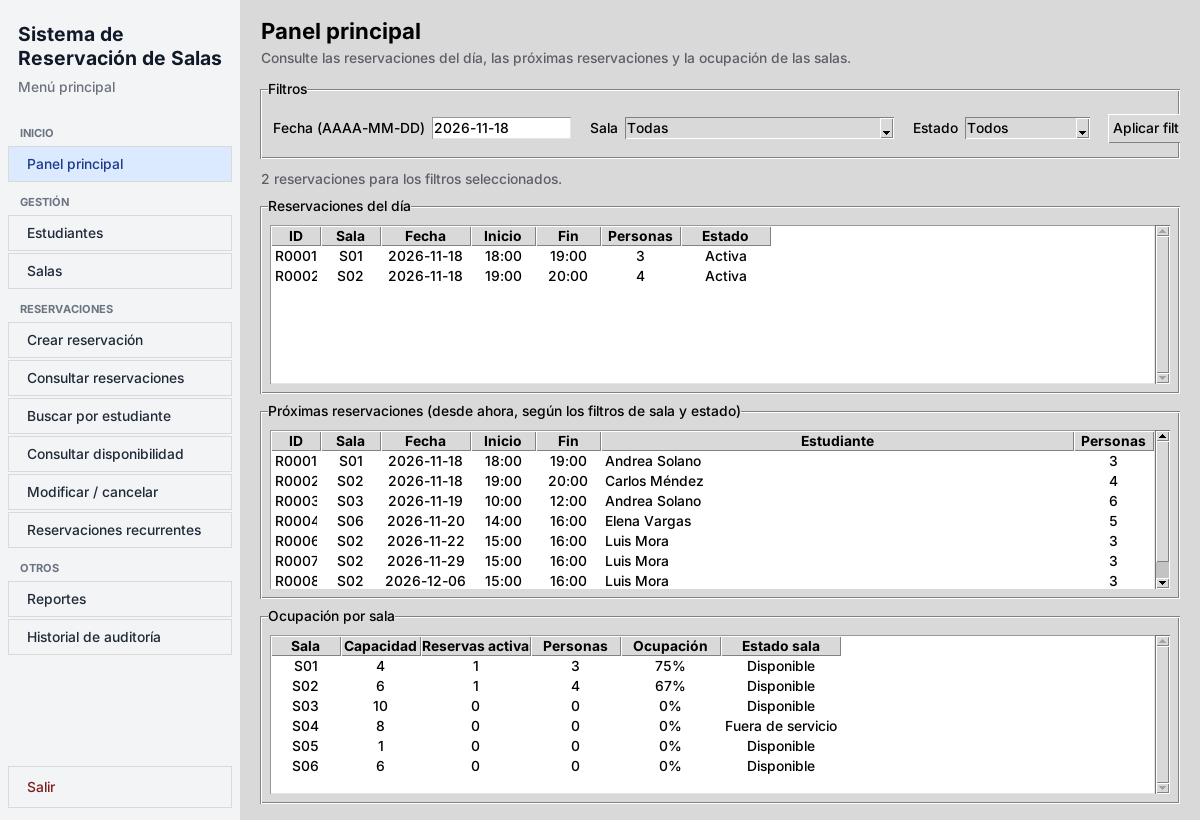 Sistema de
Reservación de Salas
Menú principal
INICIO
Panel principal
GESTIÓN
Estudiantes
Salas
RESERVACIONES
Crear reservación
Consultar reservaciones
Buscar por estudiante
Consultar disponibilidad
Modificar / cancelar
Reservaciones recurrentes
OTROS
Reportes
Historial de auditoría
Salir
Panel principal
Consulte las reservaciones del día, las próximas reservaciones y la ocupación de las salas.
Filtros
Fecha (AAAA-MM-DD) 2026-11-18 Sala Todas Estado Todos Aplicar filt
2 reservaciones para los filtros seleccionados.
Reservaciones del día
ID Sala Fecha Inicio Fin Personas Estado
R0001 S01 2026-11-18 18:00 19:00 3 Activa
R0002 S02 2026-11-18 19:00 20:00 4 Activa
Próximas reservaciones (desde ahora, según los filtros de sala y estado)
ID Sala Fecha Inicio Fin Estudiante Personas
R0001 S01 2026-11-18 18:00 19:00 Andrea Solano 3
R0002 S02 2026-11-18 19:00 20:00 Carlos Méndez 4
R0003 S03 2026-11-19 10:00 12:00 Andrea Solano 6
R0004 S06 2026-11-20 14:00 16:00 Elena Vargas 5
R0006 S02 2026-11-22 15:00 16:00 Luis Mora 3
R0007 S02 2026-11-29 15:00 16:00 Luis Mora 3
R0008 S02 2026-12-06 15:00 16:00 Luis Mora 3
Ocupación por sala
Sala Capacidad Reservas activa Personas Ocupación Estado sala
S01 4 1 3 75% Disponible
S02 6 1 4 67% Disponible
S03 10 0 0 0% Disponible
S04 8 0 0 0% Fuera de servicio
S05 1 0 0 0% Disponible
S06 6 0 0 0% Disponible